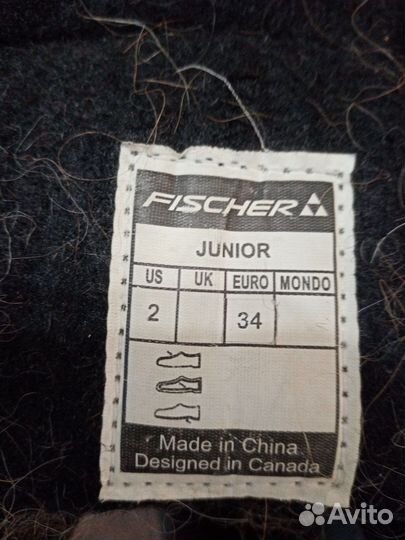 FISCHER
JUNIOR
US UK EURO MONDO
2 34
Made in China
Designed in Canada
Avito